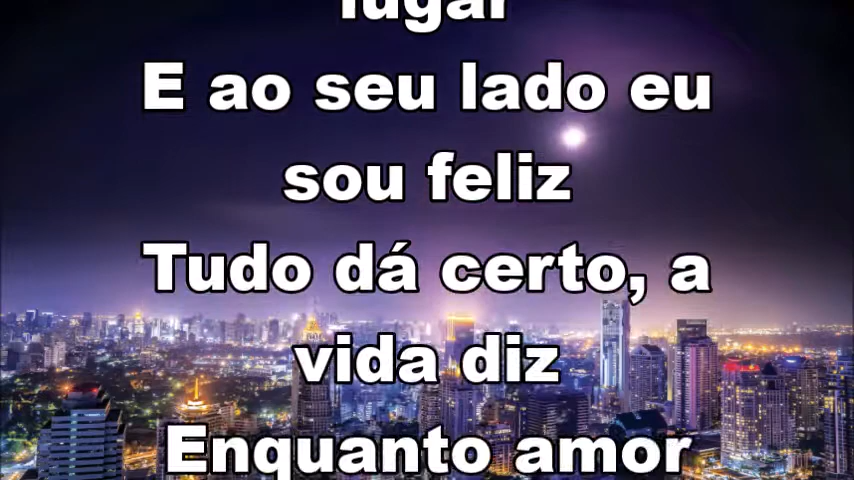 lugar
E ao seu lado eu
sou feliz
Tudo dá certo, a
vida diz
Enquanto amor